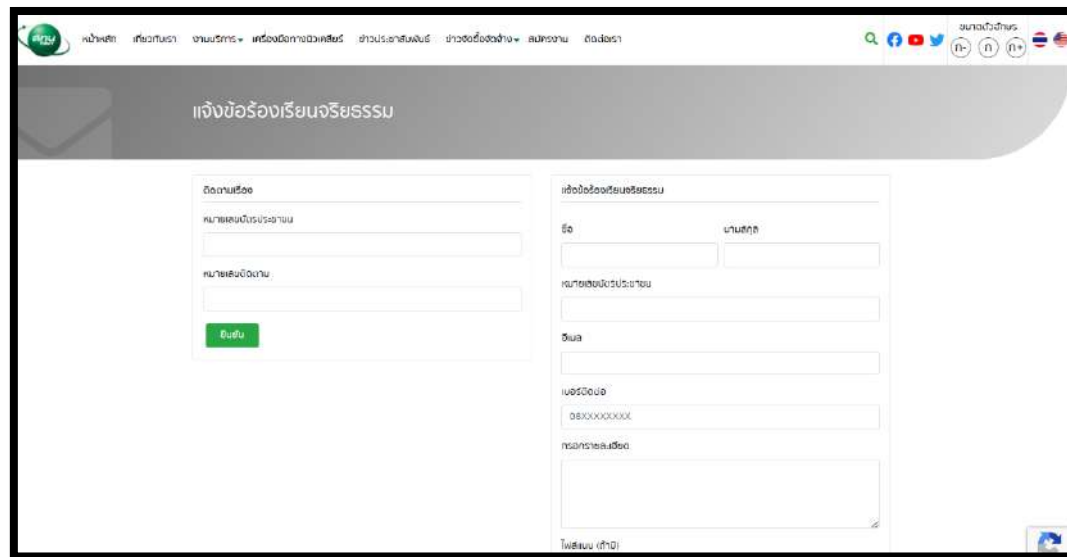 สทน
หน้าหลัก เกี่ยวกับเรา งานบริการ เครื่องมือทางนิวเคลียร์ ข่าวประชาสัมพันธ์ ข่าวจัดซื้อจัดจ้าง สมัครงาน ติดต่อเรา
ขนาดตัวอักษร
ก- ก ก+
แจ้งข้อร้องเรียนจริยธรรม
ติดตามเรื่อง
หมายเลขบัตรประชาชน
หมายเลขติดตาม
ยืนยัน
แจ้งข้อร้องเรียนจริยธรรม
ชื่อ นามสกุล
หมายเลขบัตรประชาชน
อีเมล
เบอร์ติดต่อ
08XXXXXXXX
กรอกรายละเอียด
ไฟล์แนบ (ถ้ามี)